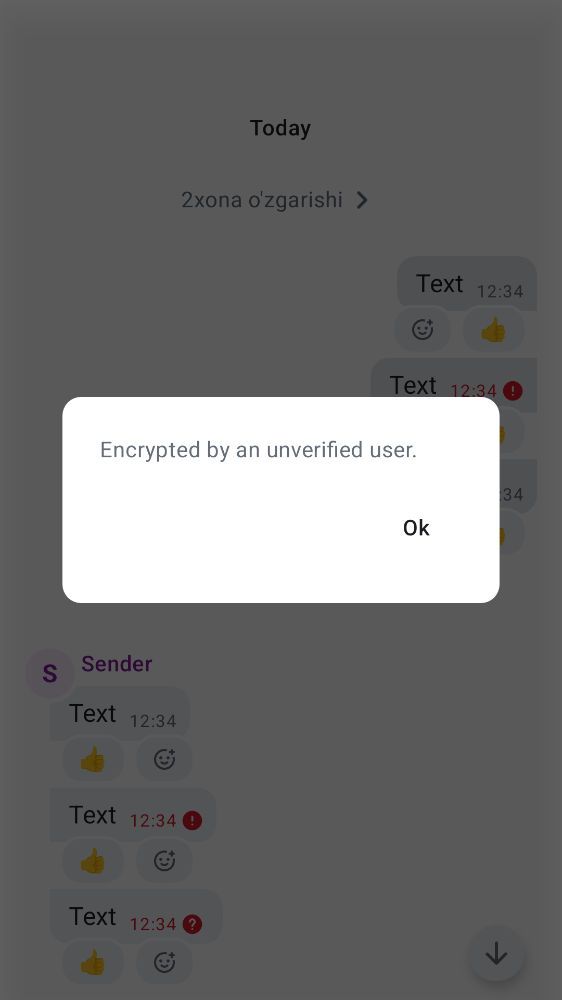 Today
2xona o'zgarishi
Text 12:34
👍
Text 12:34
Encrypted by an unverified user.
:34
Ok
S
Sender
Text 12:34
👍
Text 12:34
👍
Text 12:34
👍